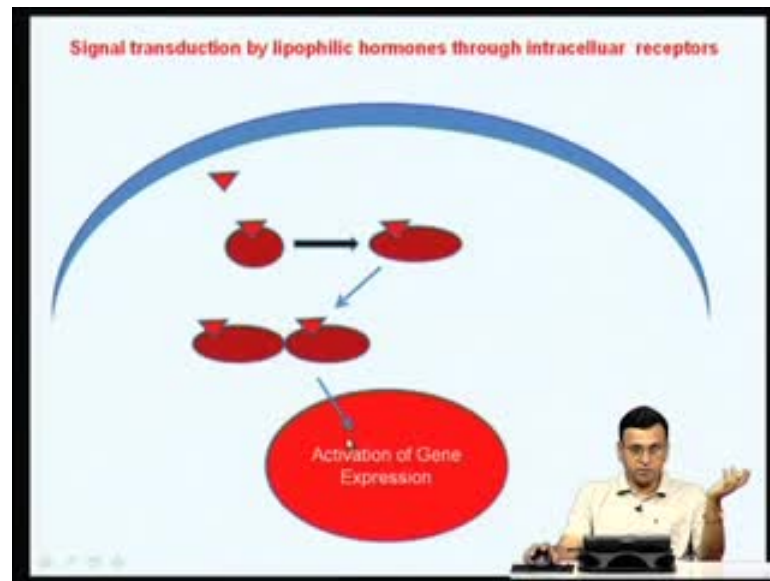 Signal transduction by lipophilic hormones through intracelluar receptors
Activation of Gene
Expression